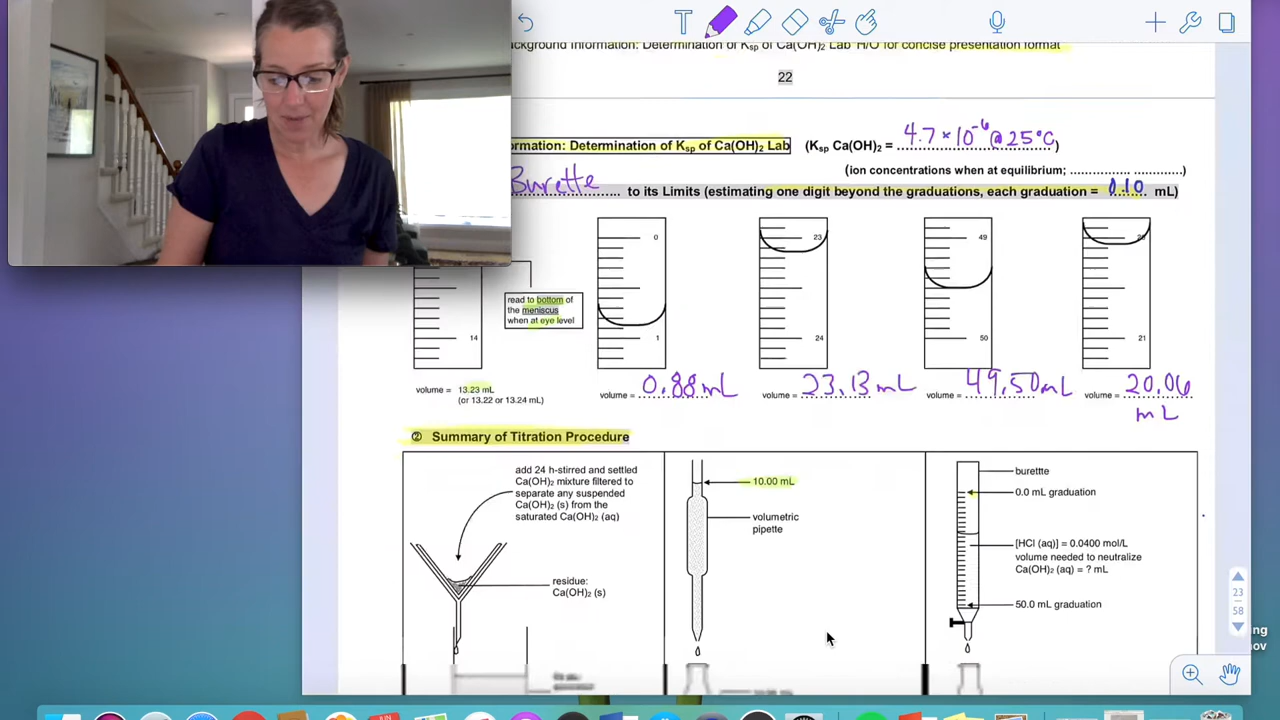 ackground Information: Determination of Ksp of Ca(OH)2 Lab H/O for concise presentation format
22
ormation: Determination of Ksp of Ca(OH)2 Lab (Ksp Ca(OH)2 = 4.7 × 10⁻⁶ @ 25°C)
(ion concentrations when at equilibrium; ............... ..............)
Burette to its Limits (estimating one digit beyond the graduations, each graduation = 0.10 mL)
0
23
49
20
read to bottom of
the meniscus
when at eye level
14
1
24
50
21
volume = 13.23 mL
(or 13.22 or 13.24 mL)
volume = 0.88 mL
volume = 23.13 mL
volume = 49.50 mL
volume = 20.06
mL
② Summary of Titration Procedure
add 24 h-stirred and settled
Ca(OH)2 mixture filtered to
separate any suspended
Ca(OH)2 (s) from the
saturated Ca(OH)2 (aq)
residue:
Ca(OH)2 (s)
10.00 mL
volumetric
pipette
burettte
0.0 mL graduation
[HCl (aq)] = 0.0400 mol/L
volume needed to neutralize
Ca(OH)2 (aq) = ? mL
50.0 mL graduation
23
58